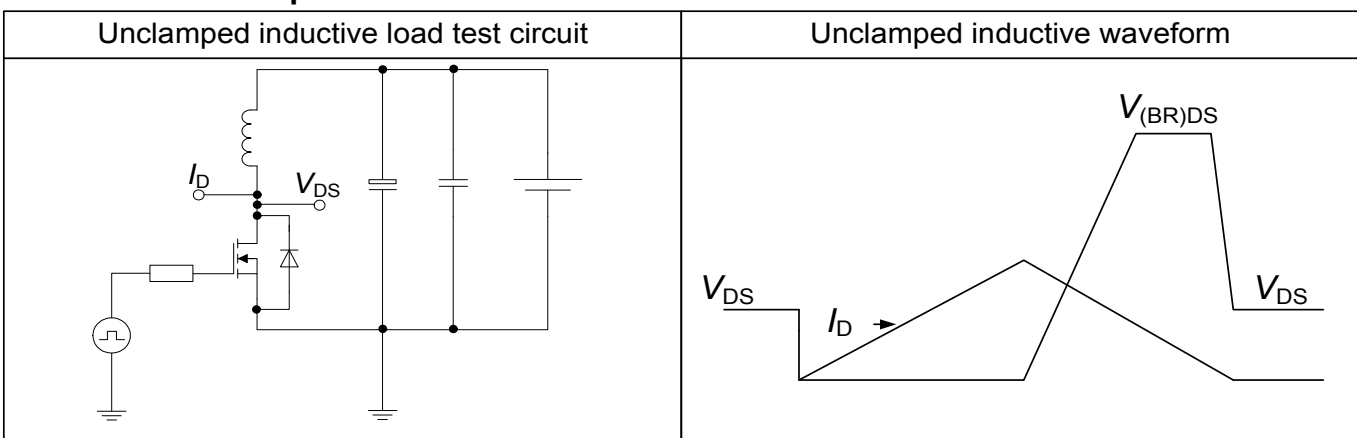 Unclamped inductive load test circuit
Unclamped inductive waveform
I_D
V_DS
V_(BR)DS
V_DS
I_D
V_DS